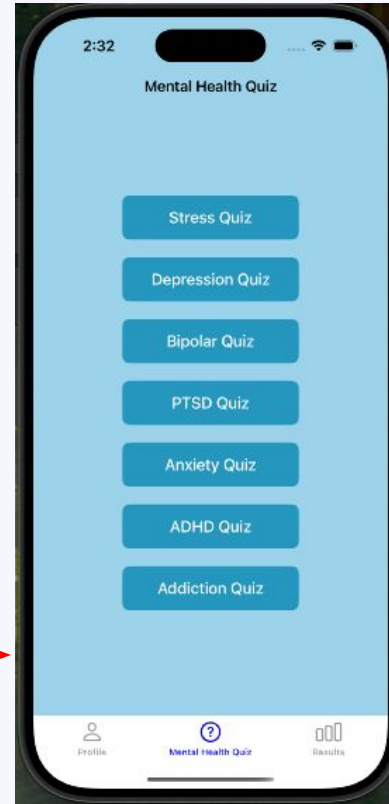 2:32
Mental Health Quiz
Stress Quiz
Depression Quiz
Bipolar Quiz
PTSD Quiz
Anxiety Quiz
ADHD Quiz
Addiction Quiz
Profile
Mental Health Quiz
Results